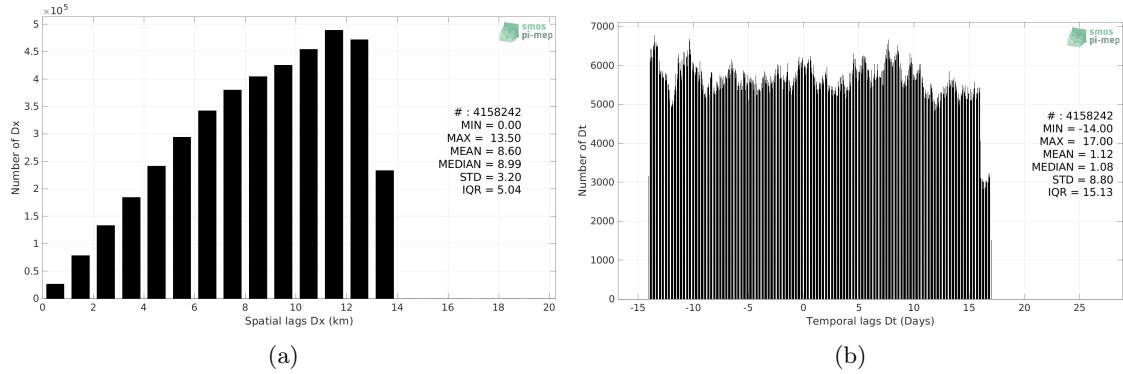 ×10⁵
5
4.5
4
3.5
3
2.5
2
1.5
1
0.5
0
Number of Dx
0 2 4 6 8 10 12 14 16 18 20
Spatial lags Dx (km)
smos
pi-mep
# : 4158242
MIN = 0.00
MAX = 13.50
MEAN = 8.60
MEDIAN = 8.99
STD = 3.20
IQR = 5.04
(a)
7000
6000
5000
4000
3000
2000
1000
0
Number of Dt
-15 -10 -5 0 5 10 15 20 25
Temporal lags Dt (Days)
smos
pi-mep
# : 4158242
MIN = -14.00
MAX = 17.00
MEAN = 1.12
MEDIAN = 1.08
STD = 8.80
IQR = 15.13
(b)